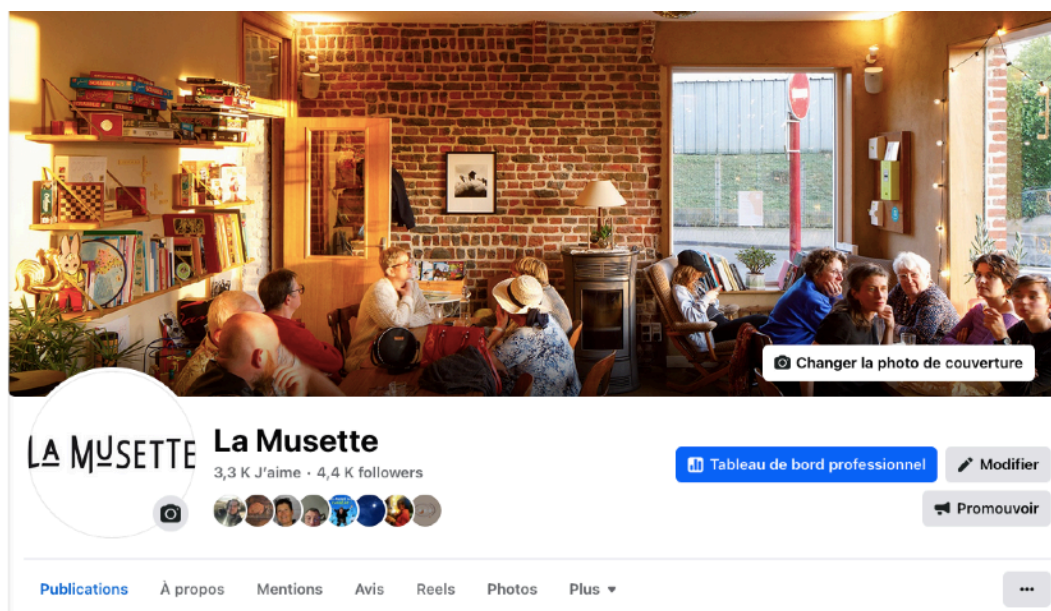 Changer la photo de couverture
LA MUSETTE
La Musette
3,3 K J'aime · 4,4 K followers
Tableau de bord professionnel
Modifier
Promouvoir
Publications
À propos
Mentions
Avis
Reels
Photos
Plus